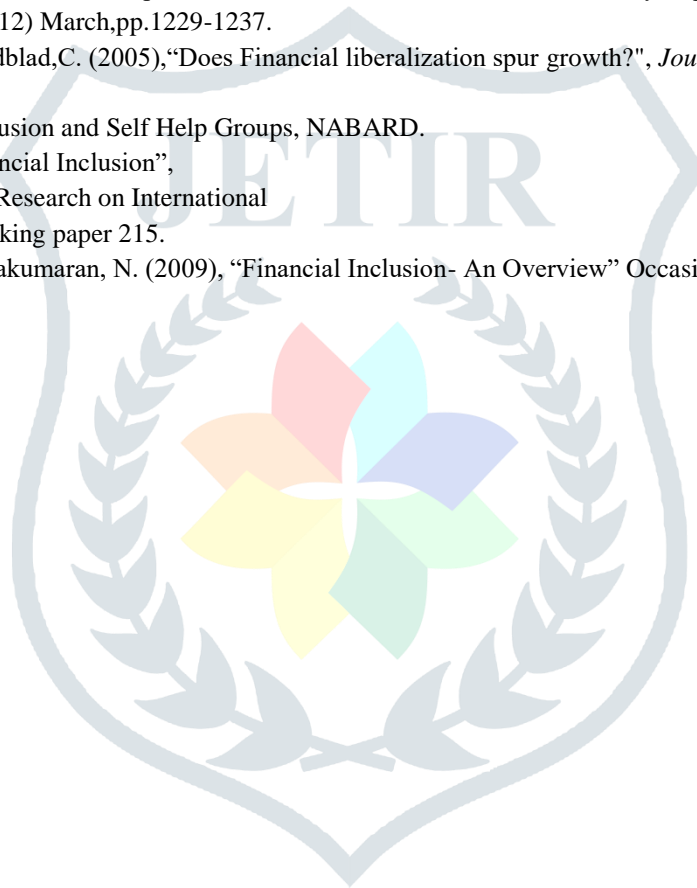 12) March,pp.1229-1237.
dblad,C. (2005),“Does Financial liberalization spur growth?", Jou
usion and Self Help Groups, NABARD.
ncial Inclusion”,
Research on International
king paper 215.
akumaran, N. (2009), “Financial Inclusion- An Overview” Occasi
JETIR